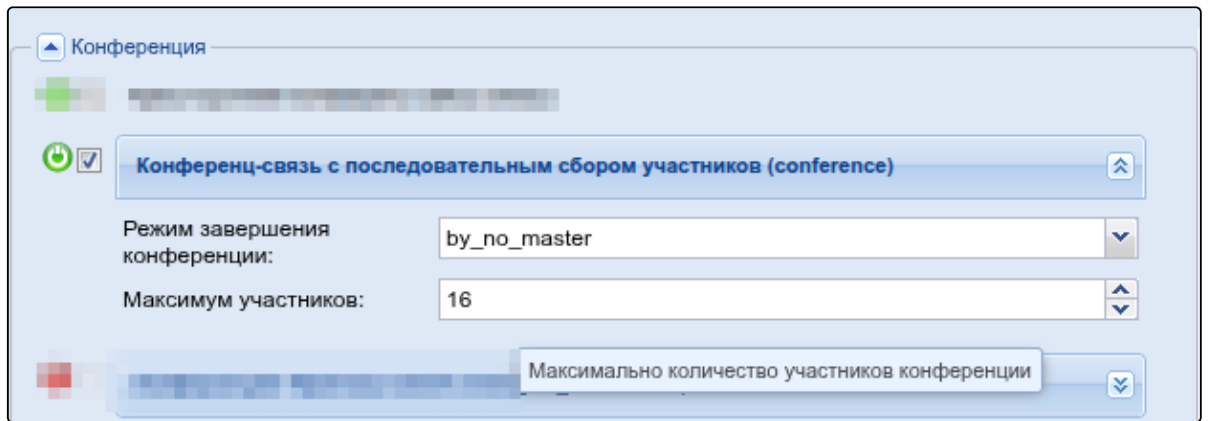 Конференция
Конференц-связь с последовательным сбором участников (conference)
Режим завершения
конференции:
by_no_master
Максимум участников:
16
Максимально количество участников конференции